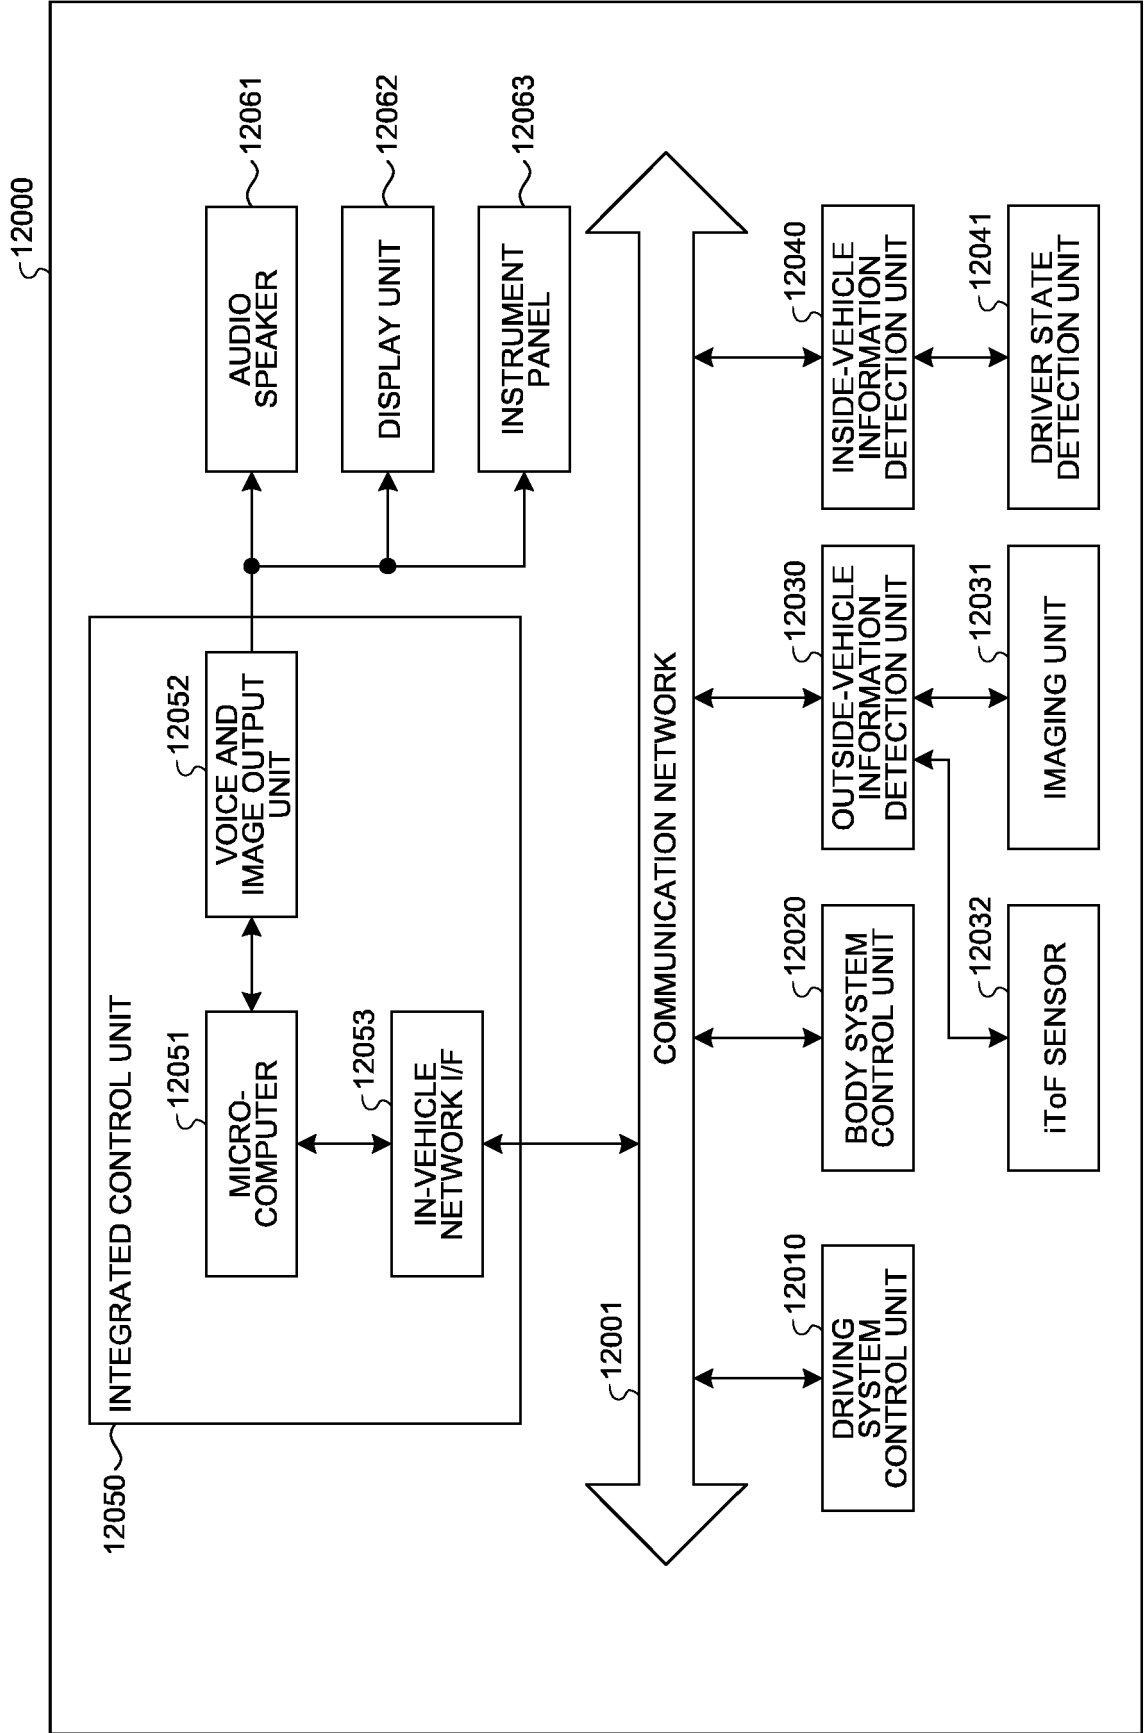 12000
12050
INTEGRATED CONTROL UNIT
12051
MICRO-
COMPUTER
12052
VOICE AND
IMAGE OUTPUT
UNIT
12053
IN-VEHICLE
NETWORK I/F
AUDIO
SPEAKER
12061
DISPLAY UNIT
12062
INSTRUMENT
PANEL
12063
12001
COMMUNICATION NETWORK
12010
DRIVING
SYSTEM
CONTROL UNIT
12020
BODY SYSTEM
CONTROL UNIT
12030
OUTSIDE-VEHICLE
INFORMATION
DETECTION UNIT
12040
INSIDE-VEHICLE
INFORMATION
DETECTION UNIT
12032
iToF SENSOR
12031
IMAGING UNIT
12041
DRIVER STATE
DETECTION UNIT